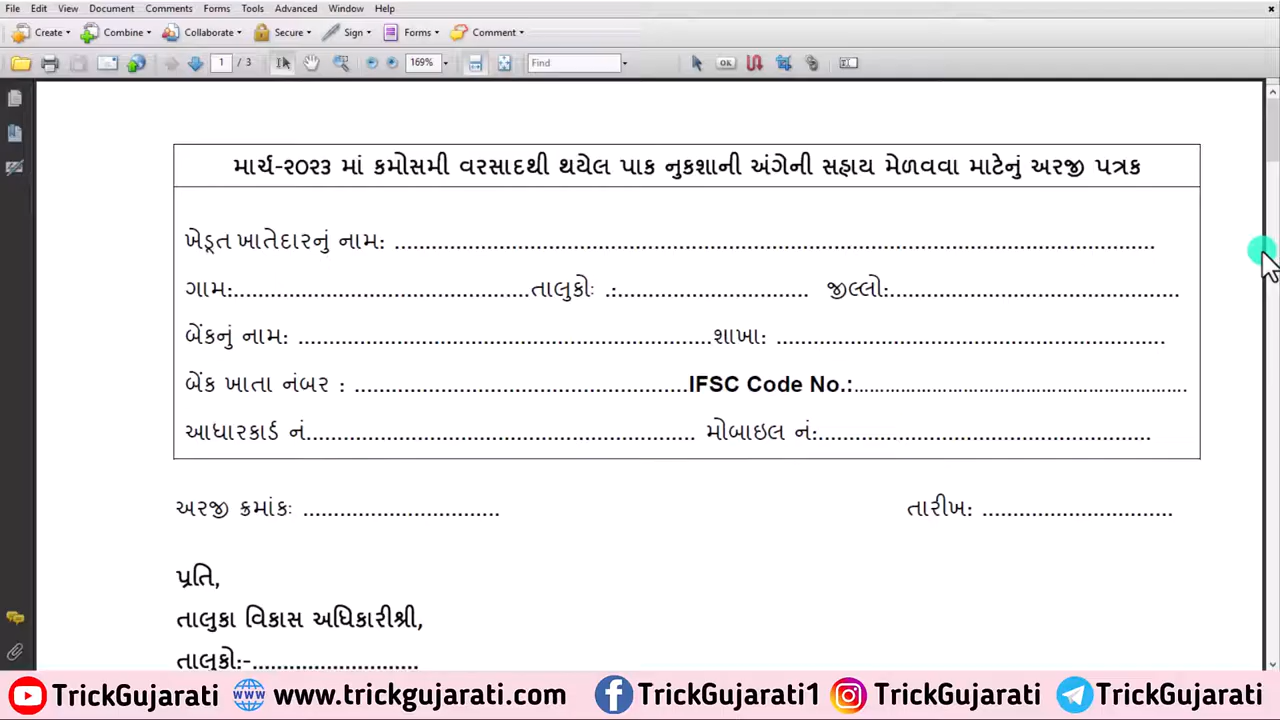 File Edit View Document Comments Forms Tools Advanced Window Help ×
Create Combine Collaborate Secure Sign Forms Comment
1 / 3 169% Find OK
માર્ચ-૨૦૨૩ માં કમોસમી વરસાદથી થયેલ પાક નુકશાની અંગેની સહાય મેળવવા માટેનું અરજી પત્રક
ખેડૂત ખાતેદારનું નામ: ................................................................................................................
ગામ:................................................તાલુકોઃ .:............................... જીલ્લો:...............................................
બેંકનું નામ: ...................................................................શાખા: ...............................................................
બેંક ખાતા નંબર : ......................................................IFSC Code No.:......................................................
આધારકાર્ડ નં............................................................... મોબાઇલ નં:......................................................
અરજી ક્રમાંકઃ ................................ તારીખ: ...............................
પ્રતિ,
તાલુકા વિકાસ અધિકારીશ્રી,
તાલુકો:-...........................
TrickGujarati www.trickgujarati.com TrickGujarati1 TrickGujarati TrickGujarati